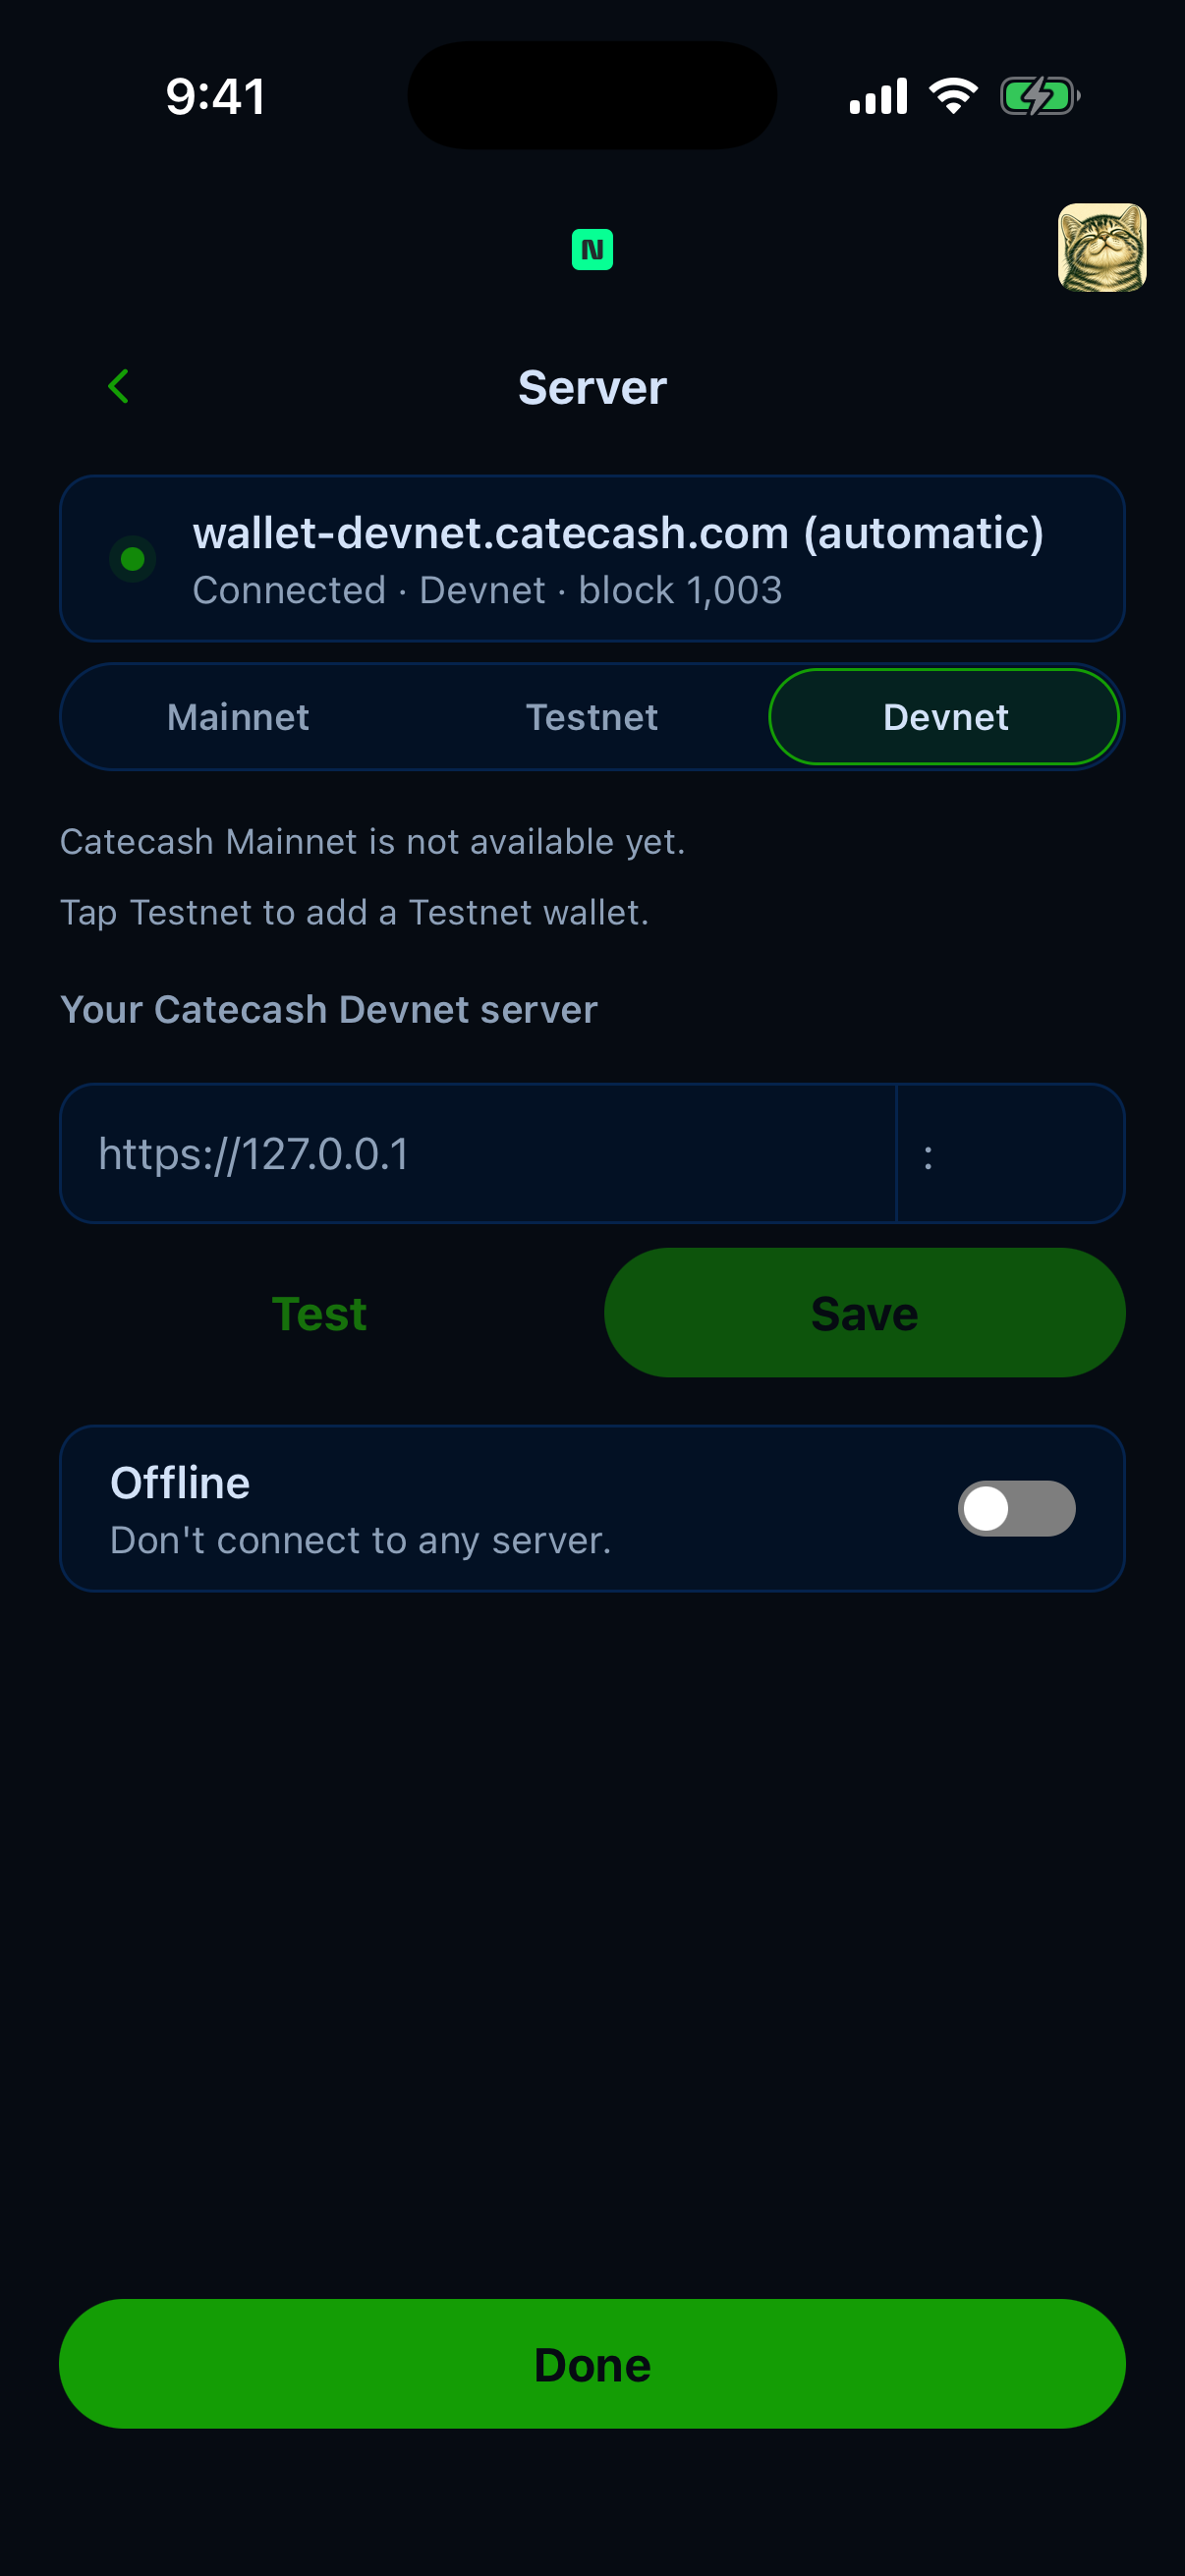 9:41
N
Server
wallet-devnet.catecash.com (automatic)
Connected · Devnet · block 1,003
Mainnet Testnet Devnet
Catecash Mainnet is not available yet.
Tap Testnet to add a Testnet wallet.
Your Catecash Devnet server
https://127.0.0.1 :
Test Save
Offline
Don't connect to any server.
Done